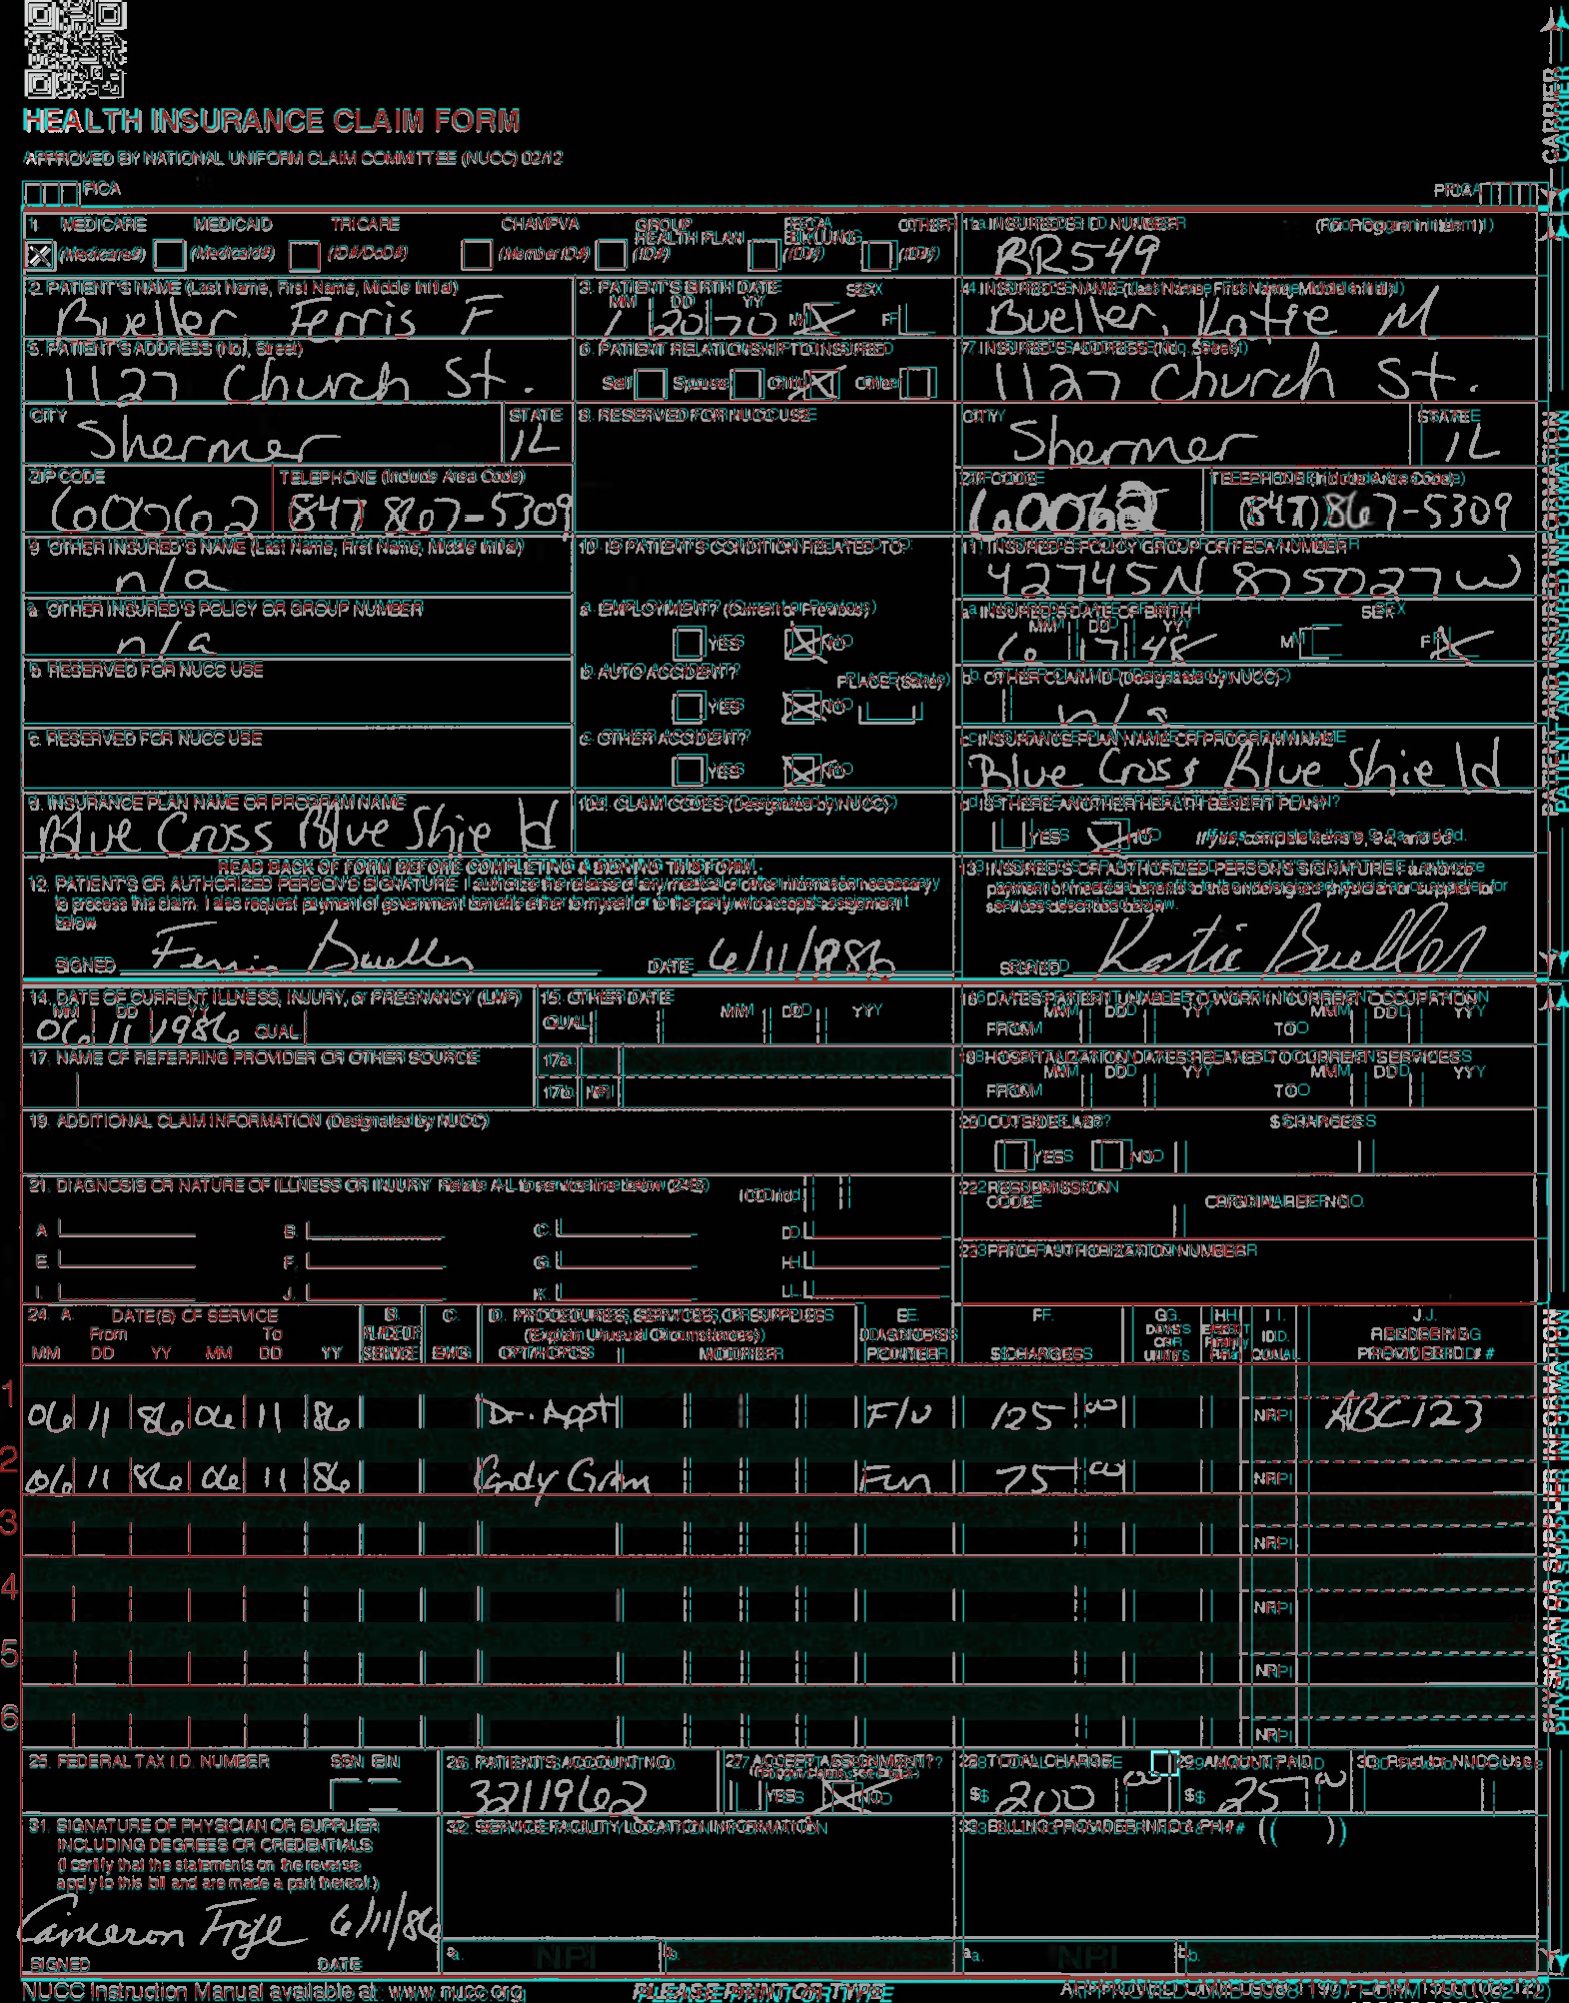 HEALTH INSURANCE CLAIM FORM
APPROVED BY NATIONAL UNIFORM CLAIM COMMITTEE (NUCC) 02/12
PICA PICA
CARRIER
1. MEDICARE MEDICAID TRICARE CHAMPVA GROUP HEALTH PLAN FECA BLK LUNG OTHER 1a. INSURED'S ID NUMBER (For Program in Item 1)
X (Medicare#) (Medicaid#) (ID#/DoD#) (Member ID#) (ID#) (ID#) (ID#) BR549
2. PATIENT'S NAME (Last Name, First Name, Middle Initial) 3. PATIENT'S BIRTH DATE SEX 4. INSURED'S NAME (Last Name, First Name, Middle Initial)
MM DD YY
Bueller, Ferris F 1 20 70 M X F Bueller, Katie M
5. PATIENT'S ADDRESS (No., Street) 6. PATIENT RELATIONSHIP TO INSURED 7. INSURED'S ADDRESS (No., Street)
1127 Church St. Self Spouse Child X Other 1127 Church St.
CITY STATE 8. RESERVED FOR NUCC USE CITY STATE
Shermer IL Shermer IL
ZIP CODE TELEPHONE (Include Area Code) ZIP CODE TELEPHONE (Include Area Code)
60062 (847) 867-5309 60062 (847) 867-5309
9. OTHER INSURED'S NAME (Last Name, First Name, Middle Initial) 10. IS PATIENT'S CONDITION RELATED TO: 11. INSURED'S POLICY GROUP OR FECA NUMBER
n/a 42745N 875027W
a. OTHER INSURED'S POLICY OR GROUP NUMBER a. EMPLOYMENT? (Current or Previous) a. INSURED'S DATE OF BIRTH SEX
MM DD YY
n/a YES X NO 6 17 48 M F X
b. RESERVED FOR NUCC USE b. AUTO ACCIDENT? PLACE (State) b. OTHER CLAIM ID (Designated by NUCC)
YES X NO n/a
c. RESERVED FOR NUCC USE c. OTHER ACCIDENT? c. INSURANCE PLAN NAME OR PROGRAM NAME
YES X NO Blue Cross Blue Shield
d. INSURANCE PLAN NAME OR PROGRAM NAME 10d. CLAIM CODES (Designated by NUCC) d. IS THERE ANOTHER HEALTH BENEFIT PLAN?
Blue Cross Blue Shield YES X NO If yes, complete items 9, 9a, and 9d.
READ BACK OF FORM BEFORE COMPLETING & SIGNING THIS FORM.
12. PATIENT'S OR AUTHORIZED PERSON'S SIGNATURE I authorize the release of any medical or other information necessary
to process this claim. I also request payment of government benefits either to myself or to the party who accepts assignment
below
SIGNED Ferris Bueller DATE 6/11/1986
13. INSURED'S OR AUTHORIZED PERSON'S SIGNATURE I authorize
payment of medical benefits to the undersigned physician or supplier for
services described below.
SIGNED Katie Bueller
PATIENT AND INSURED INFORMATION
14. DATE OF CURRENT ILLNESS, INJURY, or PREGNANCY (LMP) 15. OTHER DATE 16. DATES PATIENT UNABLE TO WORK IN CURRENT OCCUPATION
MM DD YY MM DD YY MM DD YY MM DD YY
06 11 1986 QUAL QUAL FROM TO
17. NAME OF REFERRING PROVIDER OR OTHER SOURCE 17a. 18. HOSPITALIZATION DATES RELATED TO CURRENT SERVICES
MM DD YY MM DD YY
17b. NPI FROM TO
19. ADDITIONAL CLAIM INFORMATION (Designated by NUCC) 20. OUTSIDE LAB? $ CHARGES
YES NO
21. DIAGNOSIS OR NATURE OF ILLNESS OR INJURY Relate A-L to service line below (24E) ICD Ind. 22. RESUBMISSION CODE ORIGINAL REF. NO.
A. B. C. D.
E. F. G. H. 23. PRIOR AUTHORIZATION NUMBER
I. J. K. L.
24. A. DATE(S) OF SERVICE B. C. D. PROCEDURES, SERVICES, OR SUPPLIES E. F. G. H. I. J.
From To PLACE OF (Explain Unusual Circumstances) DIAGNOSIS DAYS OR EPSDT Family ID. RENDERING
MM DD YY MM DD YY SERVICE EMG CPT/HCPCS MODIFIER POINTER $ CHARGES UNITS Plan QUAL. PROVIDER ID. #
1 06 11 86 06 11 86 Dr. Appt F/U 125 00 NPI ABC123
2 06 11 86 06 11 86 Candy Gram Fun 75 00 NPI
3 NPI
4 NPI
5 NPI
6 NPI
PHYSICIAN OR SUPPLIER INFORMATION
25. FEDERAL TAX I.D. NUMBER SSN EIN 26. PATIENT'S ACCOUNT NO. 27. ACCEPT ASSIGNMENT? 28. TOTAL CHARGE 29. AMOUNT PAID 30. Rsvd for NUCC Use
(For govt. claims, see back)
3211962 YES X NO $ 200 00 $ 25 00
31. SIGNATURE OF PHYSICIAN OR SUPPLIER 32. SERVICE FACILITY LOCATION INFORMATION 33. BILLING PROVIDER INFO & PH # ( )
INCLUDING DEGREES OR CREDENTIALS
(I certify that the statements on the reverse
apply to this bill and are made a part thereof.)
Cameron Frye 6/11/86
SIGNED DATE a. NPI b. a. NPI b.
NUCC Instruction Manual available at: www.nucc.org PLEASE PRINT OR TYPE